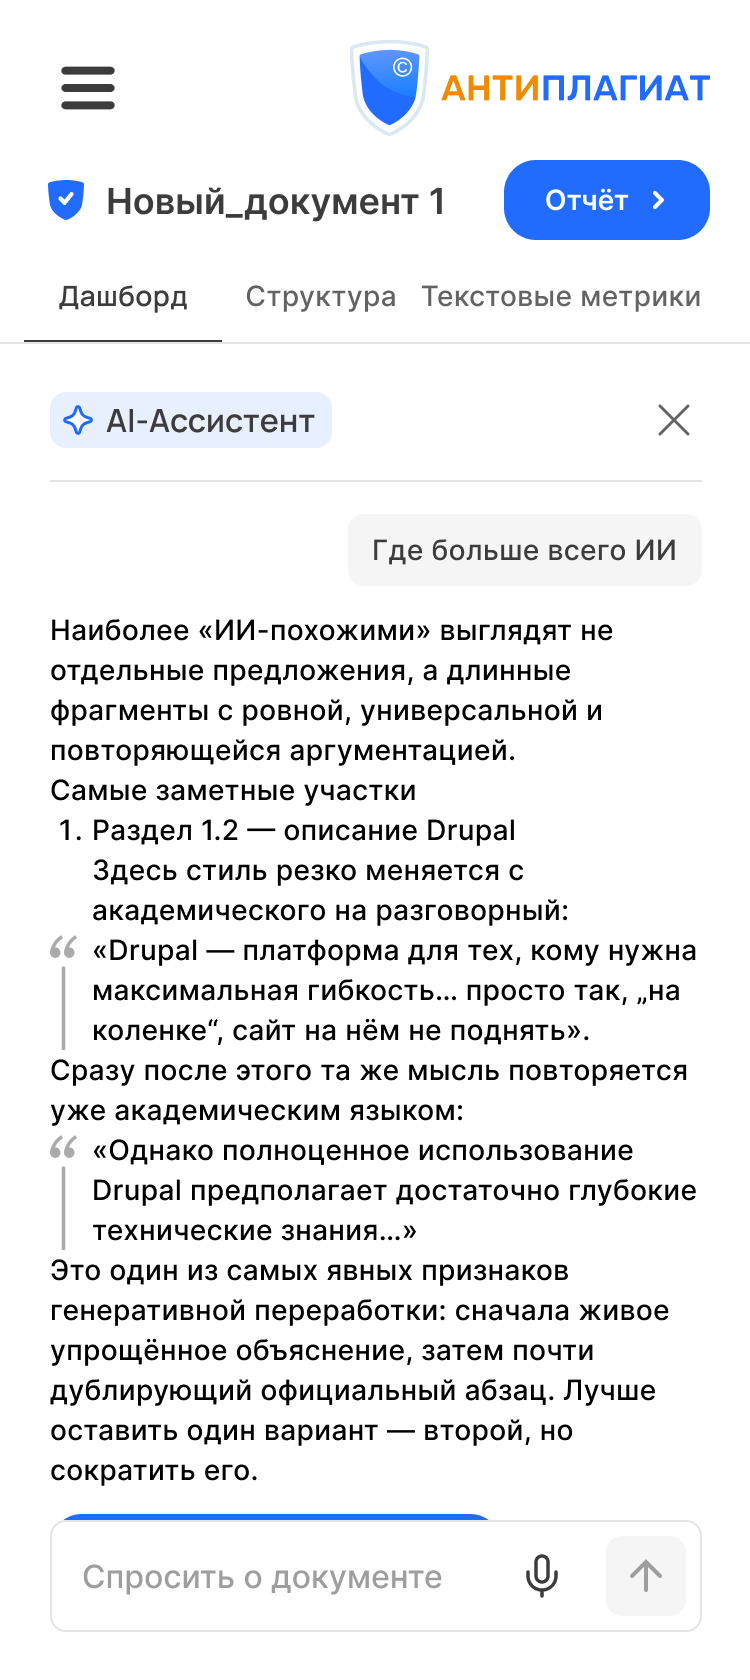 ©
АНТИПЛАГИАТ
Новый_документ 1
Отчёт
Дашборд Структура Текстовые метрики
AI-Ассистент
Где больше всего ИИ
Наиболее «ИИ-похожими» выглядят не
отдельные предложения, а длинные
фрагменты с ровной, универсальной и
повторяющейся аргументацией.
Самые заметные участки
1. Раздел 1.2 — описание Drupal
Здесь стиль резко меняется с
академического на разговорный:
“ «Drupal — платформа для тех, кому нужна
максимальная гибкость... просто так, „на
коленке“, сайт на нём не поднять».
Сразу после этого та же мысль повторяется
уже академическим языком:
“ «Однако полноценное использование
Drupal предполагает достаточно глубокие
технические знания...»
Это один из самых явных признаков
генеративной переработки: сначала живое
упрощённое объяснение, затем почти
дублирующий официальный абзац. Лучше
оставить один вариант — второй, но
сократить его.
Спросить о документе